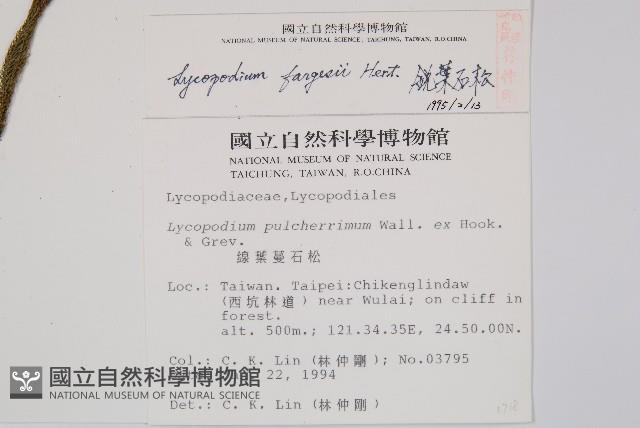 國立自然科學博物館
NATIONAL MUSEUM OF NATURAL SCIENCE, TAICHUNG, TAIWAN, R.O.CHINA
Lycopodium fargesii Hert. 銳葉石松
1995/2/13
國立自然科學博物館
NATIONAL MUSEUM OF NATURAL SCIENCE
TAICHUNG, TAIWAN, R.O.CHINA
Lycopodiaceae,Lycopodiales
Lycopodium pulcherrimum Wall. ex Hook.
& Grev.
線葉蔓石松
Loc.: Taiwan. Taipei:Chikenglindaw
(西坑林道) near Wulai; on cliff in
forest.
alt. 500m.; 121.34.35E, 24.50.00N.
Col.: C. K. Lin (林仲剛); No.03795
22, 1994
國立自然科學博物館
NATIONAL MUSEUM OF NATURAL SCIENCE
Det.: C. K. Lin (林仲剛)